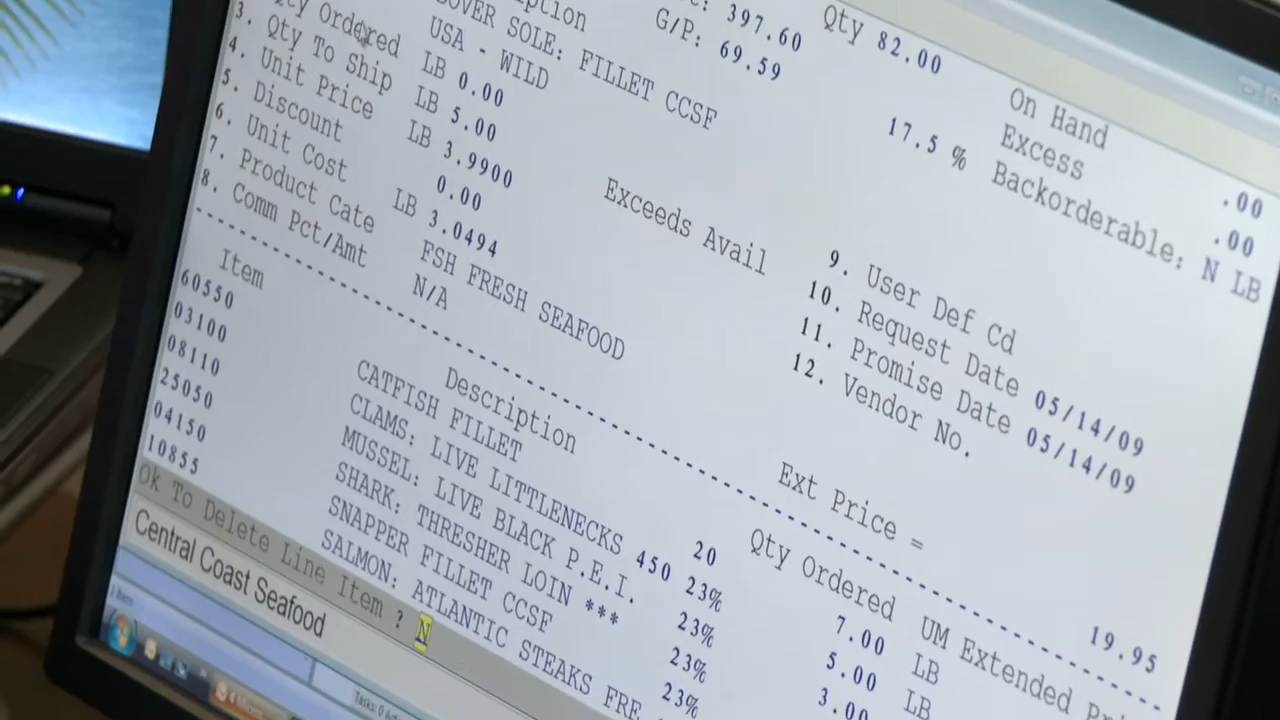 397.60 Qty 82.00
G/P: 69.59
DOVER SOLE: FILLET CCSF
USA - WILD
17.5 %
On Hand .00
Excess .00
Backorderable: N LB
Qty Ordered LB 0.00
3. Qty To Ship LB 5.00
4. Unit Price LB 3.9900
5. Discount 0.00
6. Unit Cost LB 3.0494
7. Product Cate FSH FRESH SEAFOOD
8. Comm Pct/Amt N/A
Exceeds Avail
9. User Def Cd
10. Request Date 05/14/09
11. Promise Date 05/14/09
12. Vendor No.
Ext Price = 19.95
Item Description Qty Ordered UM Extended
60550 CATFISH FILLET 20 7.00 LB
03100 CLAMS: LIVE LITTLENECKS 450 23% 5.00 LB
08110 MUSSEL: LIVE BLACK P.E.I. 23% 3.00
25050 SHARK: THRESHER LOIN *** 23%
04150 SNAPPER FILLET CCSF 23%
10855 SALMON: ATLANTIC STEAKS FRE
Ok To Delete Line Item ? N
Central Coast Seafood